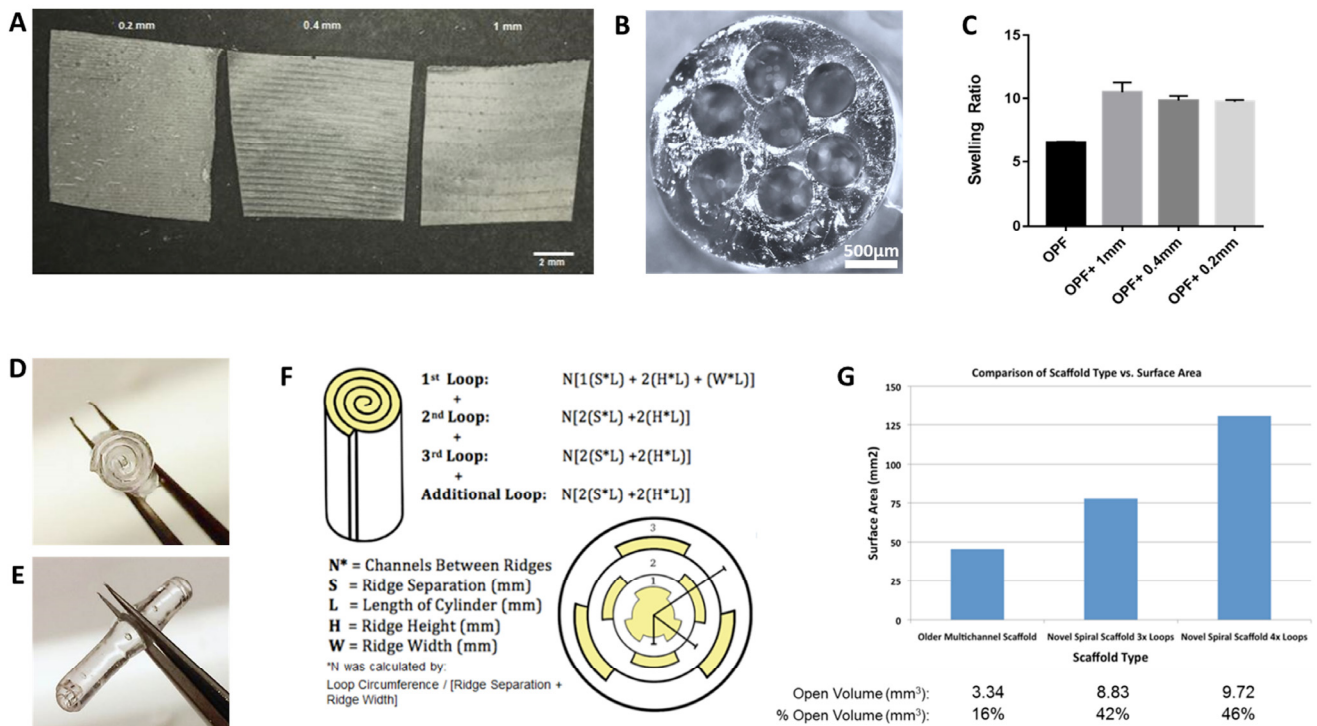 A
0.2 mm
0.4 mm
1 mm
2 mm
B
500µm
C
15
10
5
0
Swelling Ratio
OPF
OPF+ 1mm
OPF+ 0.4mm
OPF+ 0.2mm
D
E
F
1st Loop: N[1(S*L) + 2(H*L) + (W*L)]
+
2nd Loop: N[2(S*L) +2(H*L)]
+
3rd Loop: N[2(S*L) +2(H*L)]
+
Additional Loop: N[2(S*L) +2(H*L)]
N* = Channels Between Ridges
S = Ridge Separation (mm)
L = Length of Cylinder (mm)
H = Ridge Height (mm)
W = Ridge Width (mm)
*N was calculated by:
Loop Circumference / [Ridge Separation +
Ridge Width]
3
2
1
G
Comparison of Scaffold Type vs. Surface Area
150
125
100
75
50
25
0
Surface Area (mm2)
Older Multichannel Scaffold
Novel Spiral Scaffold 3x Loops
Novel Spiral Scaffold 4x Loops
Scaffold Type
Open Volume (mm³): 3.34 8.83 9.72
% Open Volume (mm³): 16% 42% 46%